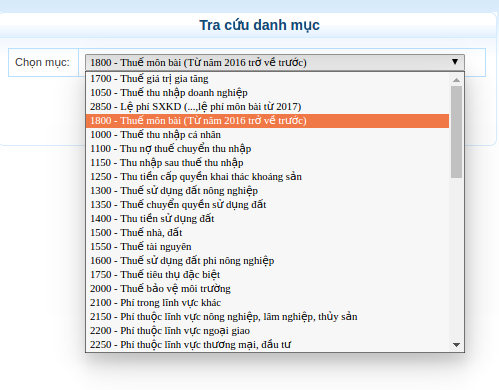 Tra cứu danh mục
Chọn mục: 1800 - Thuế môn bài (Từ năm 2016 trở về trước)
1700 - Thuế giá trị gia tăng
1050 - Thuế thu nhập doanh nghiệp
2850 - Lệ phí SXKD (...,lệ phí môn bài từ 2017)
1800 - Thuế môn bài (Từ năm 2016 trở về trước)
1000 - Thuế thu nhập cá nhân
1100 - Thu nợ thuế chuyển thu nhập
1150 - Thu nhập sau thuế thu nhập
1250 - Thu tiền cấp quyền khai thác khoáng sản
1300 - Thuế sử dụng đất nông nghiệp
1350 - Thuế chuyển quyền sử dụng đất
1400 - Thu tiền sử dụng đất
1500 - Thuế nhà, đất
1550 - Thuế tài nguyên
1600 - Thuế sử dụng đất phi nông nghiệp
1750 - Thuế tiêu thụ đặc biệt
2000 - Thuế bảo vệ môi trường
2100 - Phí trong lĩnh vực khác
2150 - Phí thuộc lĩnh vực nông nghiệp, lâm nghiệp, thủy sản
2200 - Phí thuộc lĩnh vực ngoại giao
2250 - Phí thuộc lĩnh vực thương mại, đầu tư